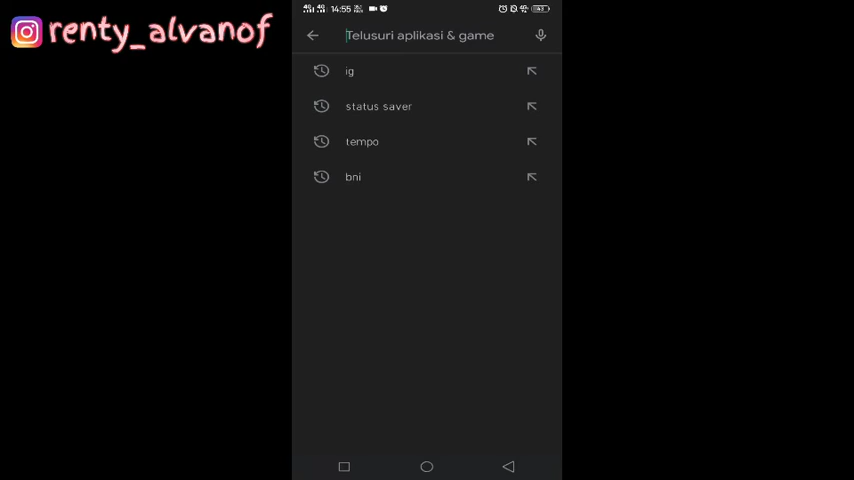 renty_alvanof
14:55
Telusuri aplikasi & game
ig
status saver
tempo
bni